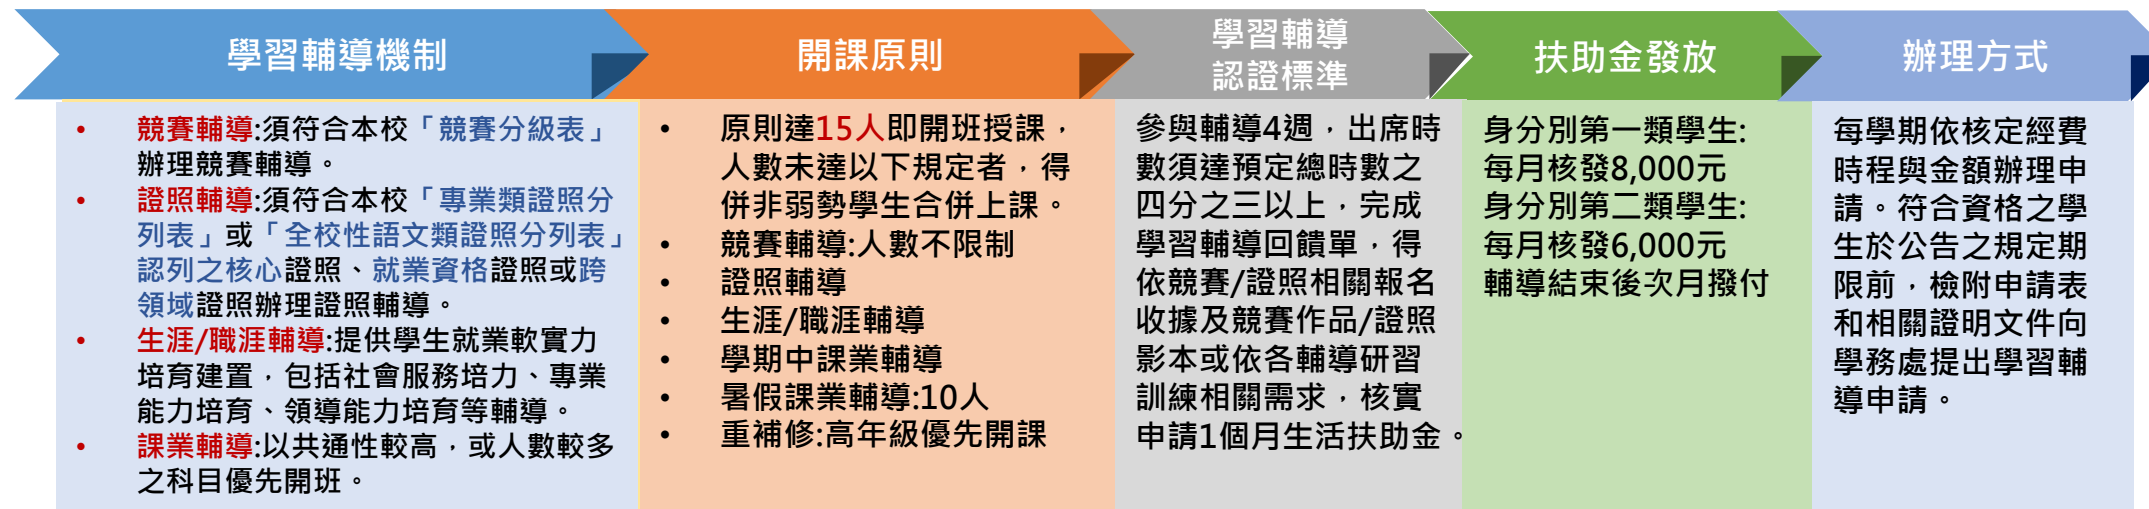 學習輔導機制
競賽輔導:須符合本校「競賽分級表」
辦理競賽輔導。
證照輔導:須符合本校「專業類證照分
列表」或「全校性語文類證照分列表」
認列之核心證照、就業資格證照或跨
領域證照辦理證照輔導。
生涯/職涯輔導:提供學生就業軟實力
培育建置，包括社會服務培力、專業
能力培育、領導能力培育等輔導。
課業輔導:以共通性較高，或人數較多
之科目優先開班。
開課原則
原則達15人即開班授課，
人數未達以下規定者，得
併非弱勢學生合併上課。
競賽輔導:人數不限制
證照輔導
生涯/職涯輔導
學期中課業輔導
暑假課業輔導:10人
重補修:高年級優先開課
學習輔導
認證標準
參與輔導4週，出席時
數須達預定總時數之
四分之三以上，完成
學習輔導回饋單，得
依競賽/證照相關報名
收據及競賽作品/證照
影本或依各輔導研習
訓練相關需求，核實
申請1個月生活扶助金。
扶助金發放
身分別第一類學生:
每月核發8,000元
身分別第二類學生:
每月核發6,000元
輔導結束後次月撥付
辦理方式
每學期依核定經費
時程與金額辦理申
請。符合資格之學
生於公告之規定期
限前，檢附申請表
和相關證明文件向
學務處提出學習輔
導申請。